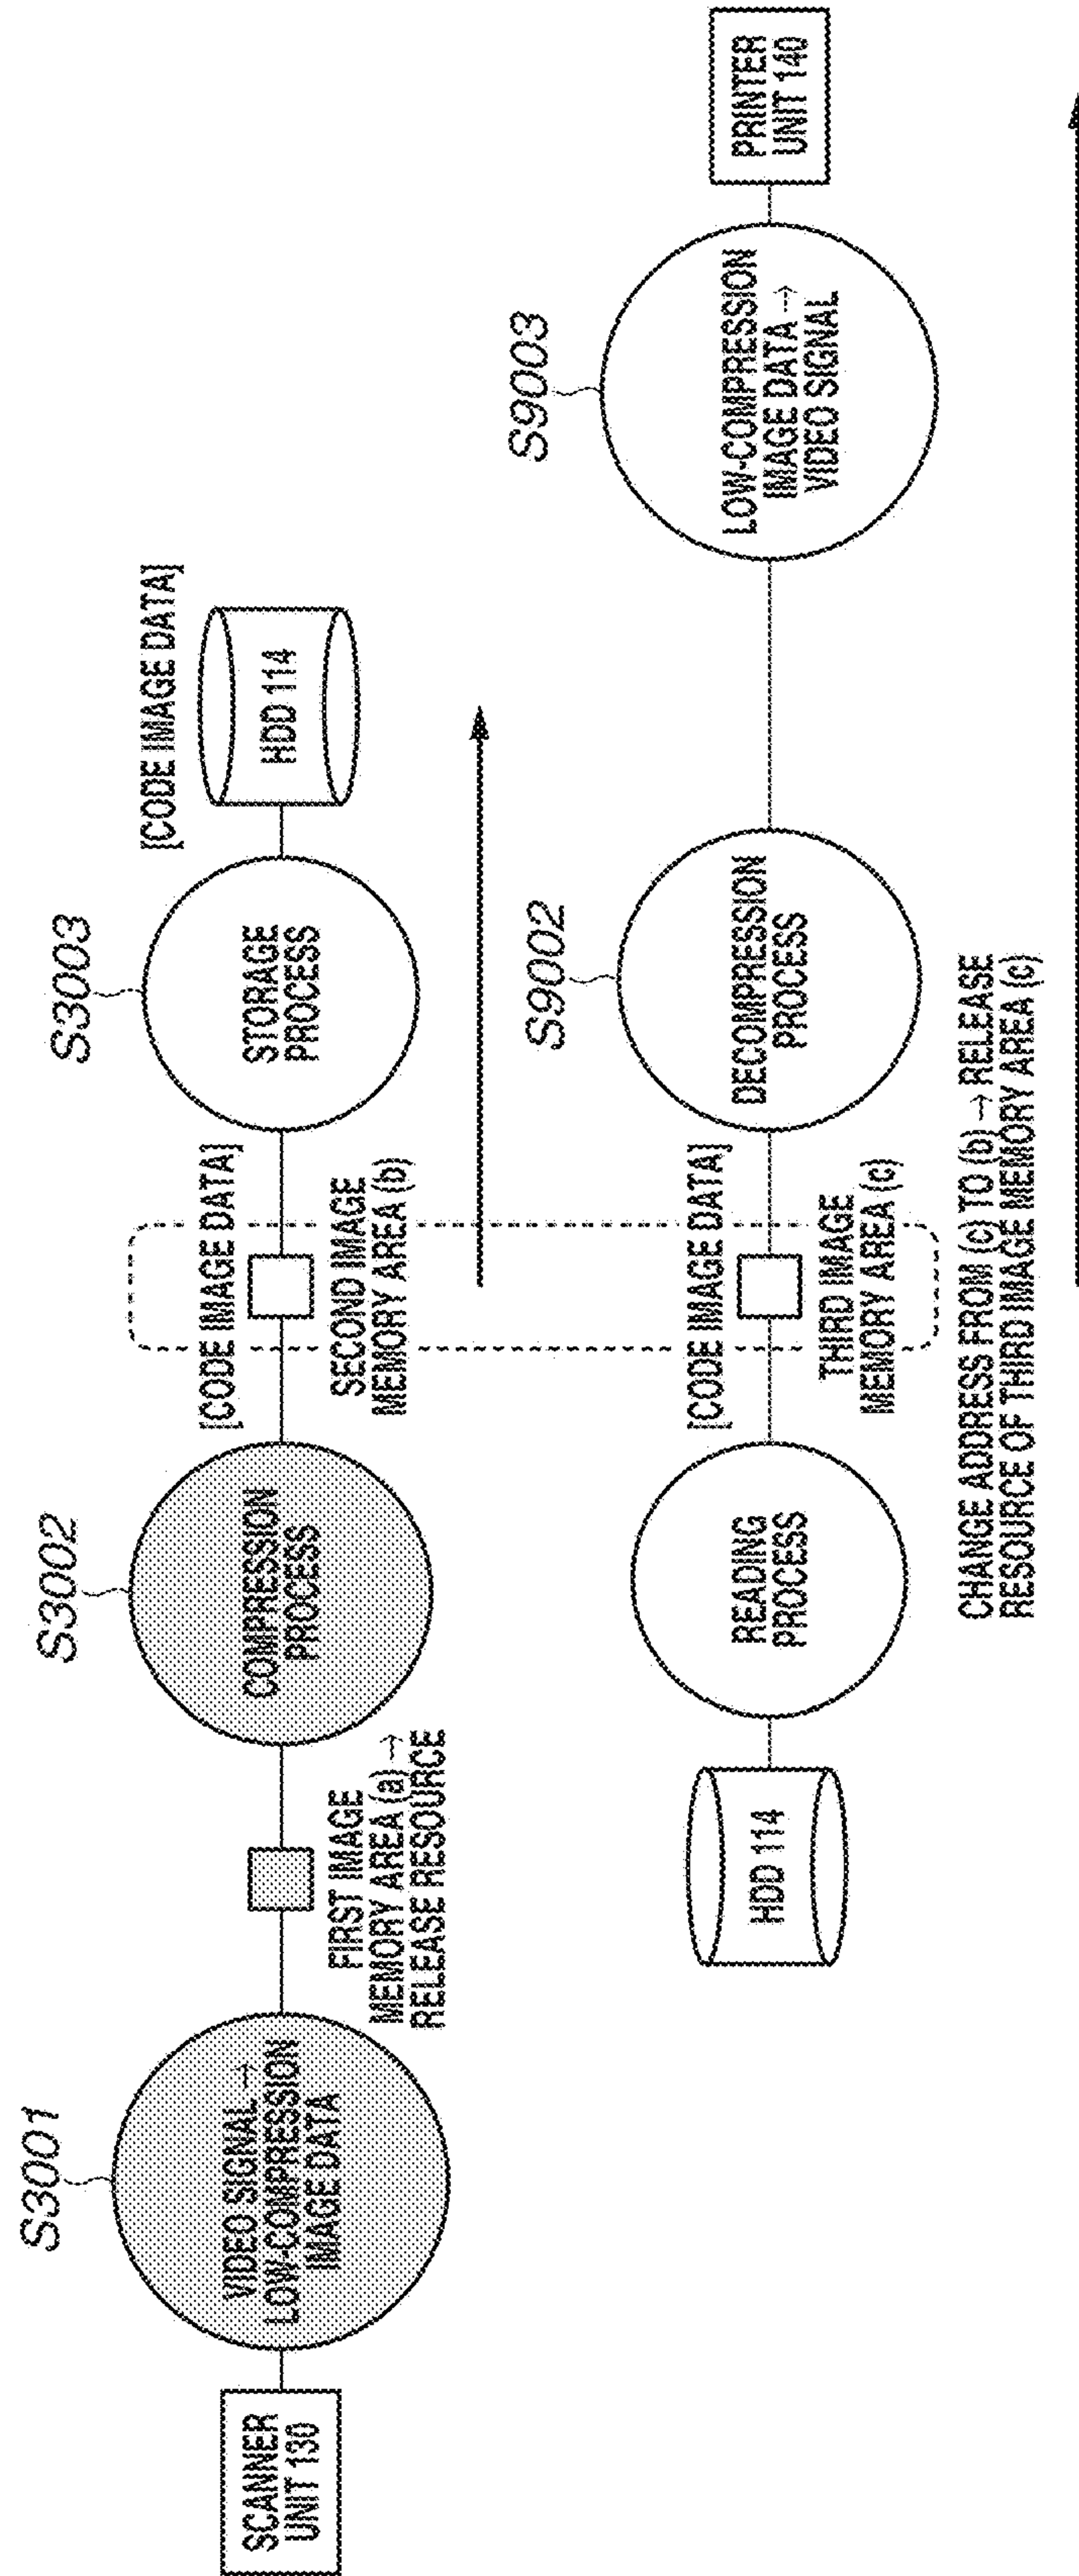 S3001
S3002
S3003
SCANNER
UNIT 130
VIDEO SIGNAL →
LOW-COMPRESSION
IMAGE DATA
FIRST IMAGE
MEMORY AREA (a) →
RELEASE RESOURCE
COMPRESSION
PROCESS
[CODE IMAGE DATA]
SECOND IMAGE
MEMORY AREA (b)
STORAGE
PROCESS
[CODE IMAGE DATA]
HDD 114
HDD 114
READING
PROCESS
[CODE IMAGE DATA]
THIRD IMAGE
MEMORY AREA (c)
S9002
DECOMPRESSION
PROCESS
S9003
LOW-COMPRESSION
IMAGE DATA →
VIDEO SIGNAL
PRINTER
UNIT 140
CHANGE ADDRESS FROM (c) TO (b) → RELEASE
RESOURCE OF THIRD IMAGE MEMORY AREA (c)